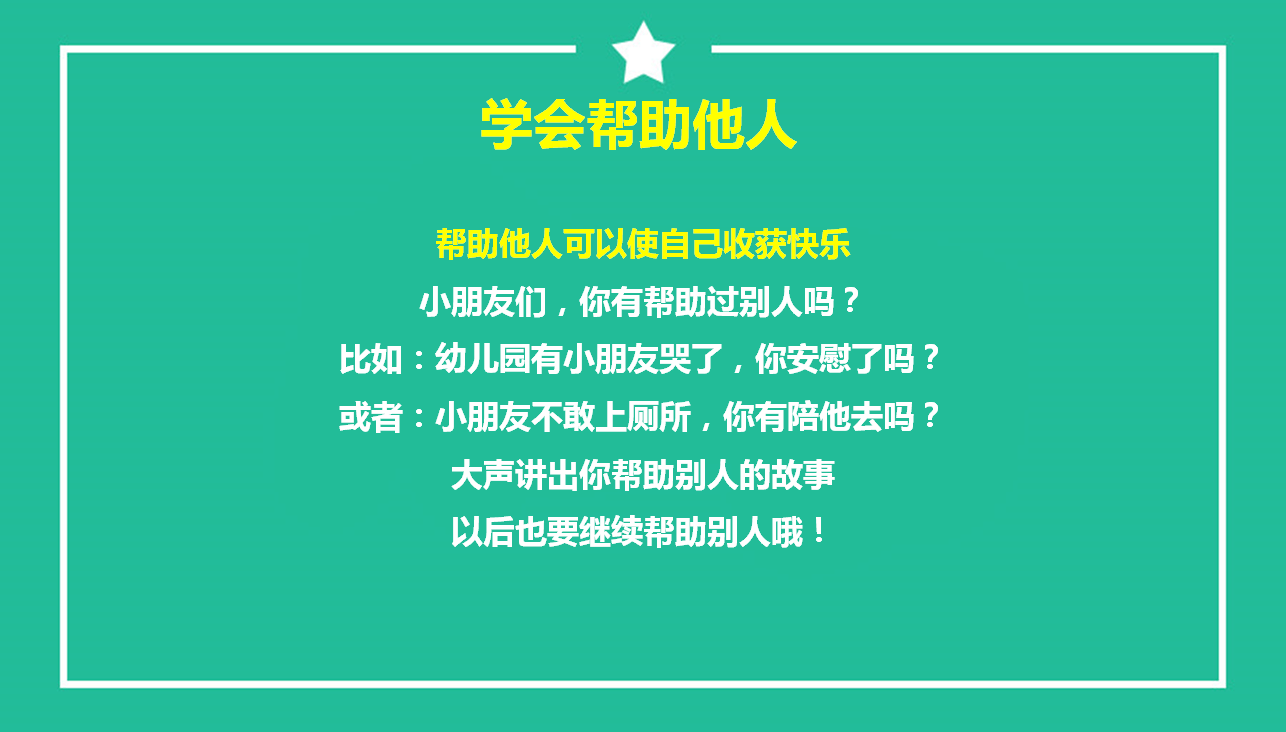 学会帮助他人
帮助他人可以使自己收获快乐
小朋友们，你有帮助过别人吗？
比如：幼儿园有小朋友哭了，你安慰了吗？
或者：小朋友不敢上厕所，你有陪他去吗？
大声讲出你帮助别人的故事
以后也要继续帮助别人哦！